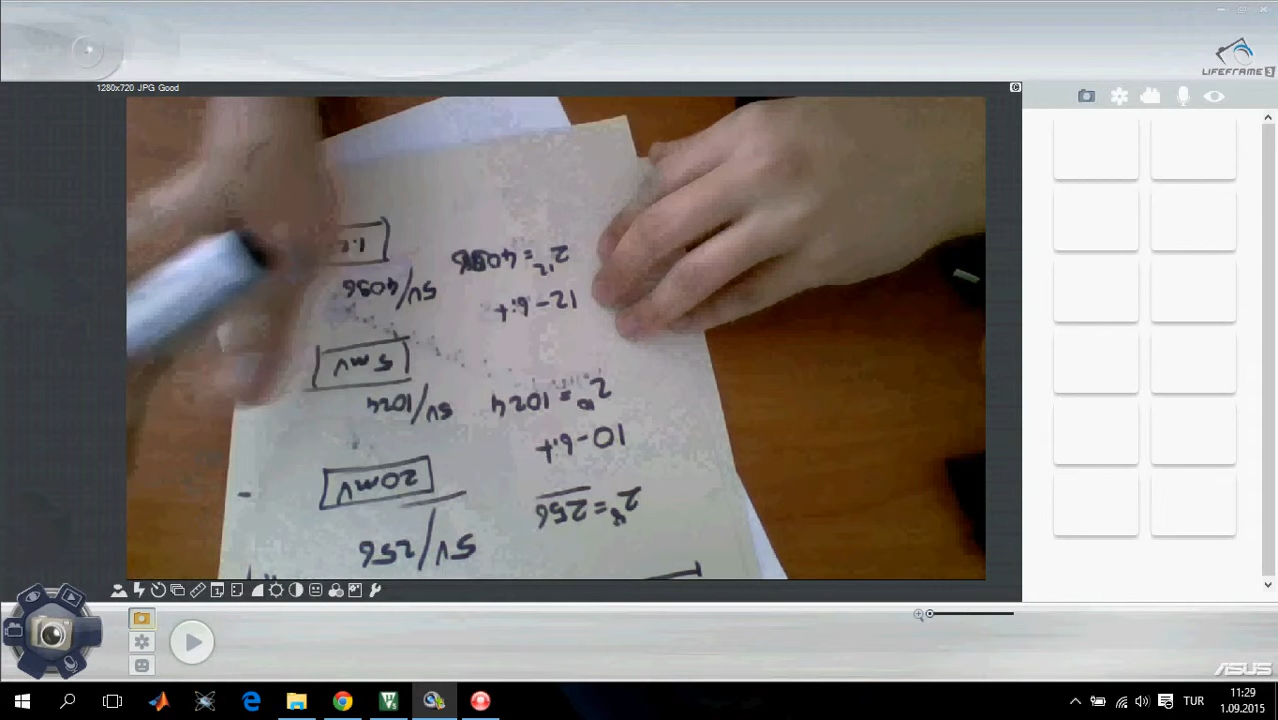 LIFEFRAME 3
1280x720 JPG Good
C
2⁸=256
5V/256
20mV
10-bit
2¹⁰=1024
5V/1024
5mV
12-bit
2¹²=4096
5V/4096
ASUS
TUR
11:29
1.09.2015